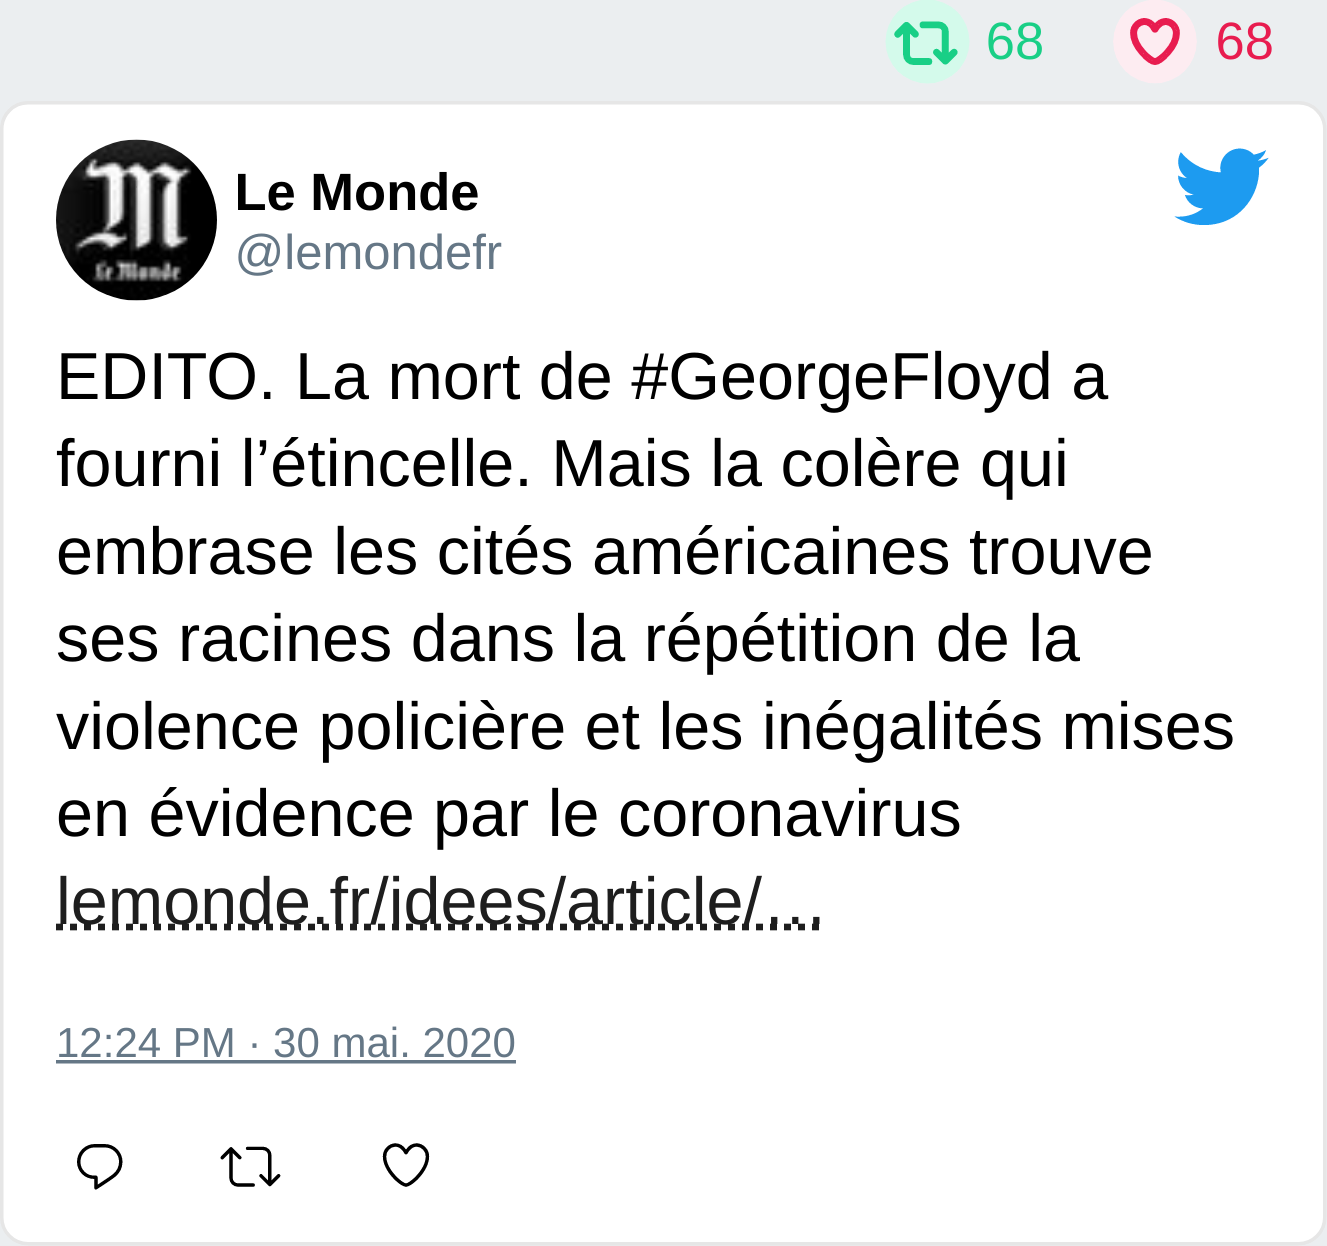 68 68
Le Monde
Le Monde
@lemondefr
EDITO. La mort de #GeorgeFloyd a
fourni l’étincelle. Mais la colère qui
embrase les cités américaines trouve
ses racines dans la répétition de la
violence policière et les inégalités mises
en évidence par le coronavirus
lemonde.fr/idees/article/...
12:24 PM · 30 mai. 2020